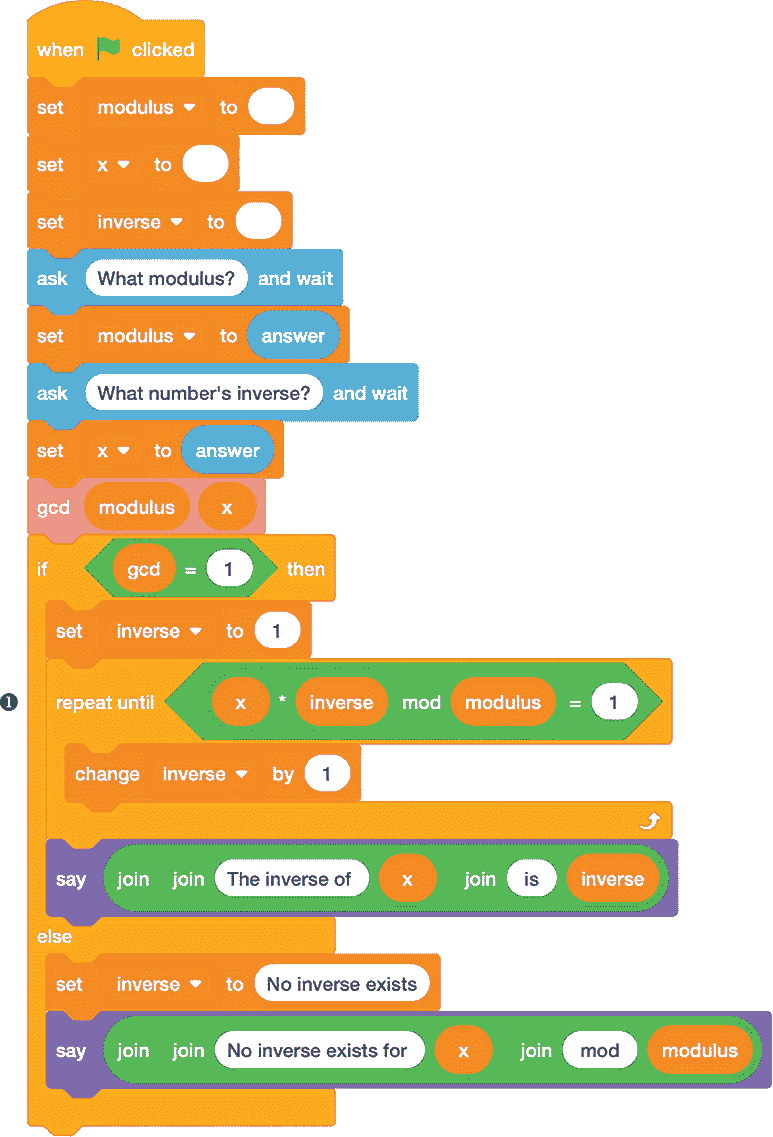 when clicked
set modulus to
set x to
set inverse to
ask What modulus? and wait
set modulus to answer
ask What number's inverse? and wait
set x to answer
gcd modulus x
if gcd = 1 then
set inverse to 1
❶ repeat until x * inverse mod modulus = 1
change inverse by 1
say join join The inverse of x join is inverse
else
set inverse to No inverse exists
say join join No inverse exists for x join mod modulus